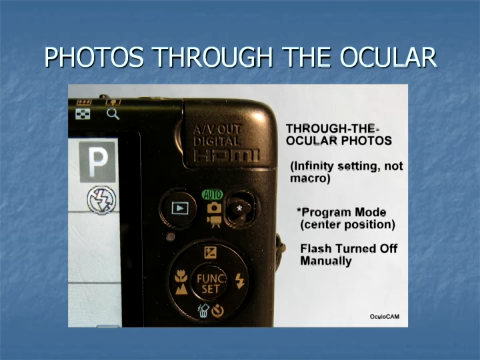 PHOTOS THROUGH THE OCULAR
A/V OUT
DIGITAL
HDMI
P
AUTO
*
FUNC.
SET
THROUGH-THE-
OCULAR PHOTOS
(Infinity setting, not
macro)
*Program Mode
(center position)
Flash Turned Off
Manually
OculoCAM